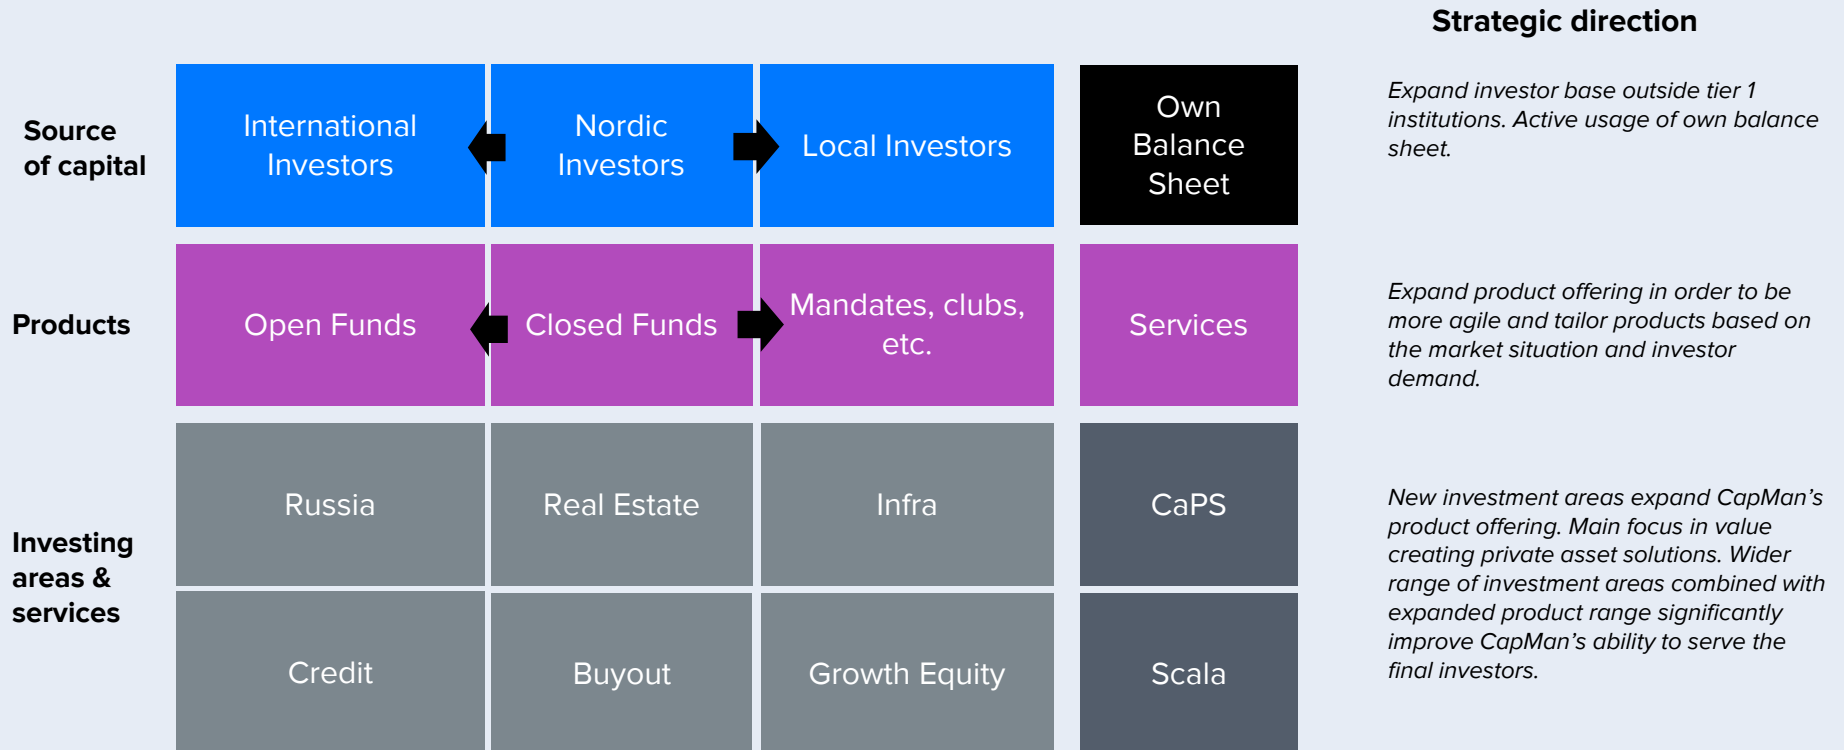 Strategic direction
Source
of capital
International
Investors
Nordic
Investors
Local Investors
Own
Balance
Sheet
Expand investor base outside tier 1
institutions. Active usage of own balance
sheet.
Products
Open Funds
Closed Funds
Mandates, clubs,
etc.
Services
Expand product offering in order to be
more agile and tailor products based on
the market situation and investor
demand.
Investing
areas &
services
Russia
Real Estate
Infra
CaPS
Credit
Buyout
Growth Equity
Scala
New investment areas expand CapMan’s
product offering. Main focus in value
creating private asset solutions. Wider
range of investment areas combined with
expanded product range significantly
improve CapMan’s ability to serve the
final investors.